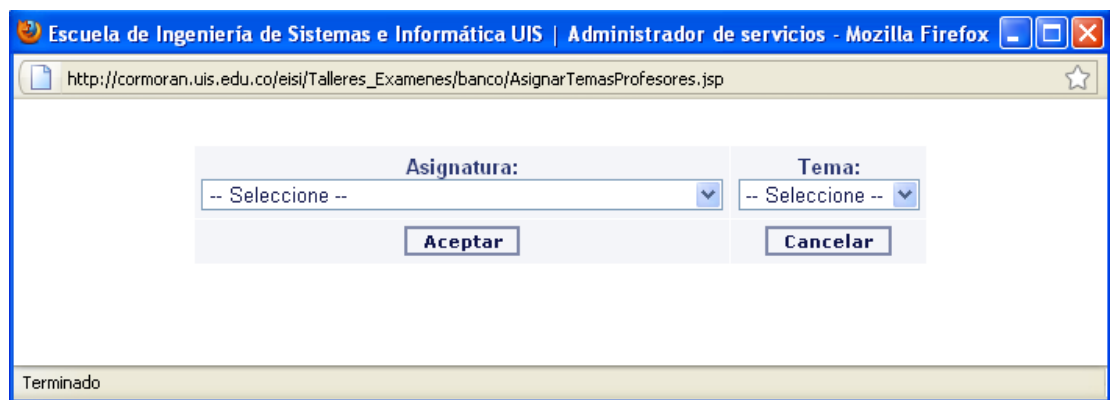 Escuela de Ingeniería de Sistemas e Informática UIS | Administrador de servicios - Mozilla Firefox
http://cormoran.uis.edu.co/eisi/Talleres_Examenes/banco/AsignarTemasProfesores.jsp
Asignatura: Tema:
-- Seleccione -- -- Seleccione --
Aceptar Cancelar
Terminado